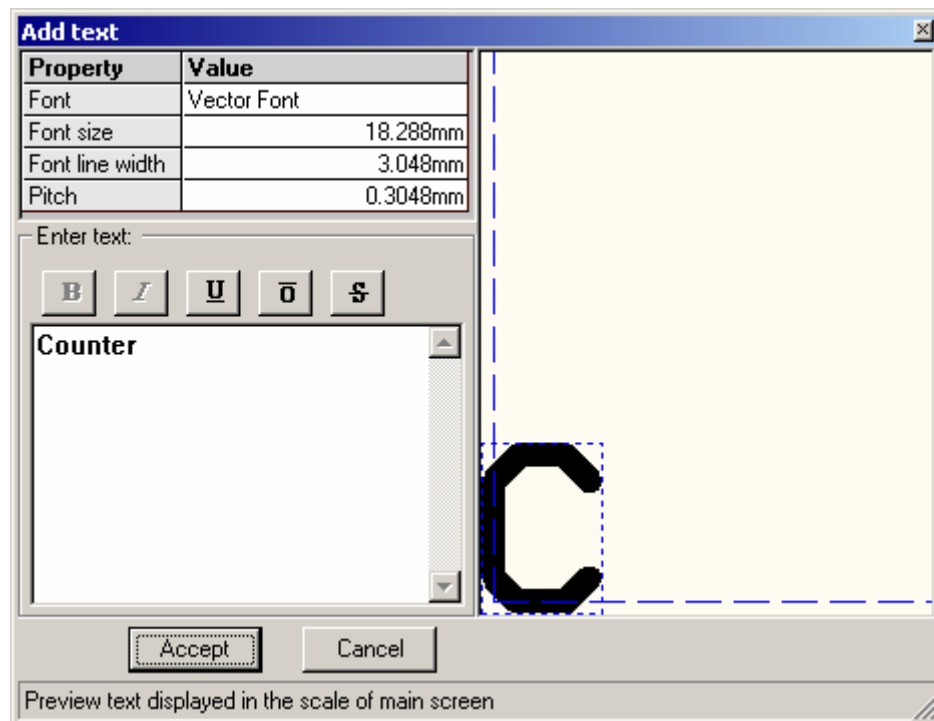 Add text
Property Value
Font Vector Font
Font size 18.288mm
Font line width 3.048mm
Pitch 0.3048mm
Enter text:
B I U O S
Counter
C
Accept Cancel
Preview text displayed in the scale of main screen